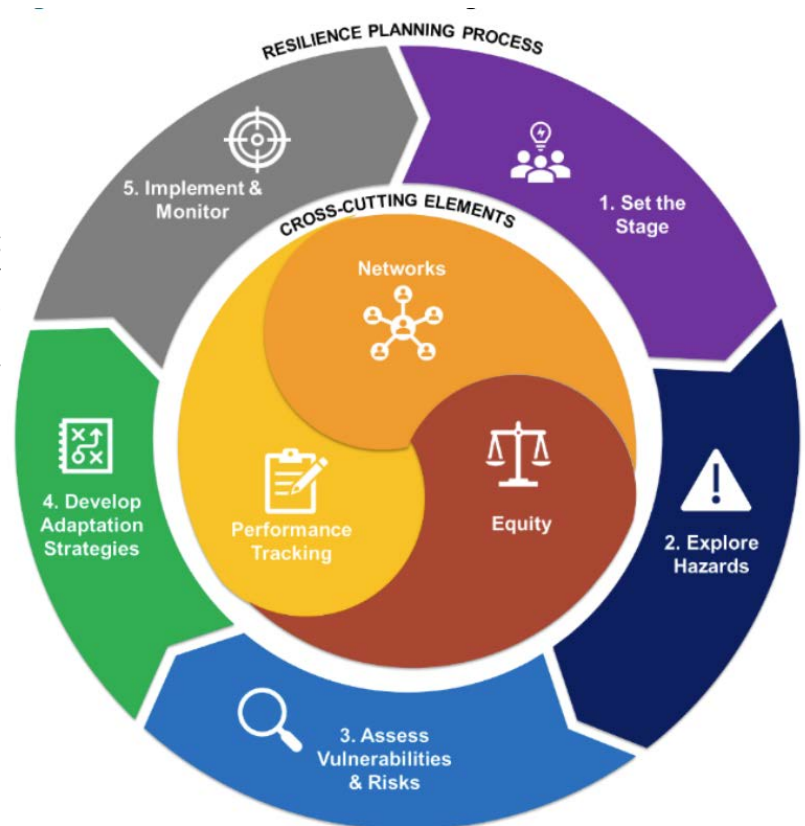 RESILIENCE PLANNING PROCESS
1. Set the
Stage
2. Explore
Hazards
3. Assess
Vulnerabilities
& Risks
4. Develop
Adaptation
Strategies
5. Implement &
Monitor
CROSS-CUTTING ELEMENTS
Networks
Equity
Performance
Tracking